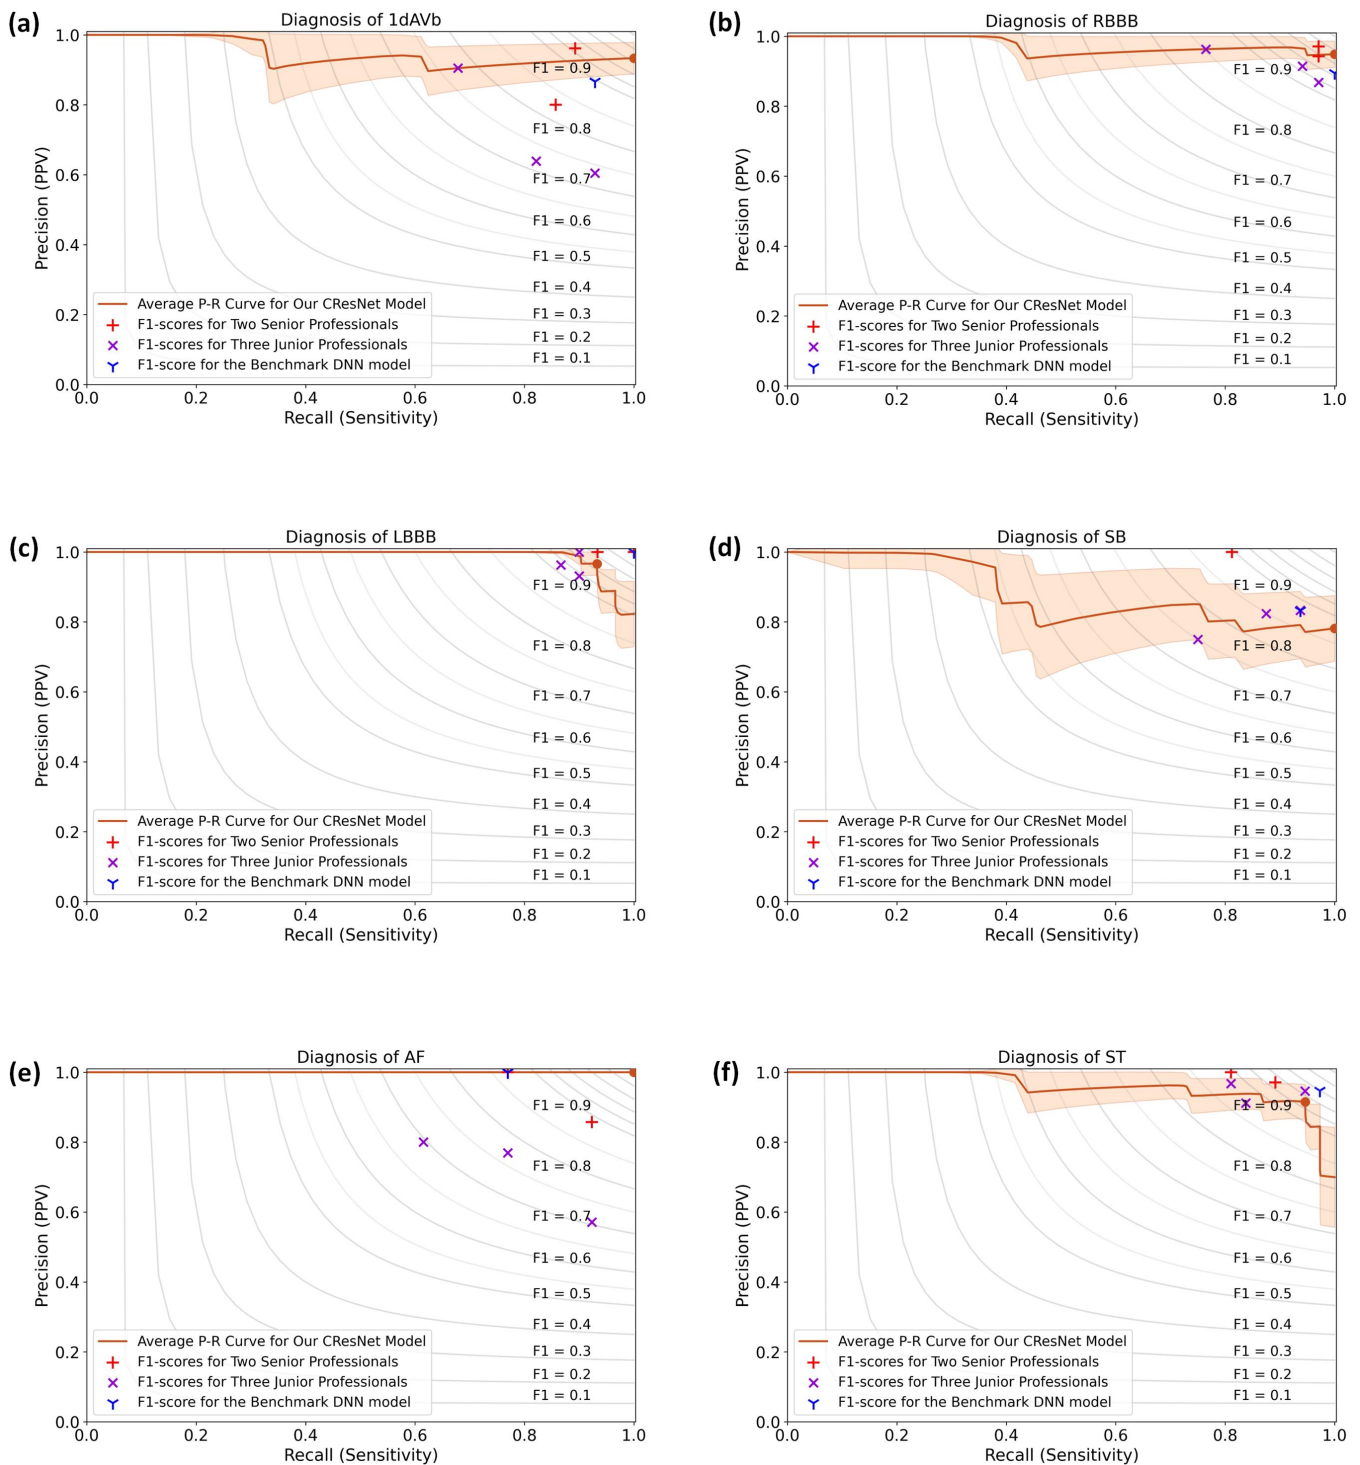 (a)
Diagnosis of 1dAVb
Precision (PPV)
1.0
0.8
0.6
0.4
0.2
0.0
F1 = 0.9
F1 = 0.8
F1 = 0.7
F1 = 0.6
F1 = 0.5
F1 = 0.4
F1 = 0.3
F1 = 0.2
F1 = 0.1
Average P-R Curve for Our CResNet Model
F1-scores for Two Senior Professionals
F1-scores for Three Junior Professionals
F1-score for the Benchmark DNN model
0.0 0.2 0.4 0.6 0.8 1.0
Recall (Sensitivity)
(b)
Diagnosis of RBBB
Precision (PPV)
1.0
0.8
0.6
0.4
0.2
0.0
F1 = 0.9
F1 = 0.8
F1 = 0.7
F1 = 0.6
F1 = 0.5
F1 = 0.4
F1 = 0.3
F1 = 0.2
F1 = 0.1
Average P-R Curve for Our CResNet Model
F1-scores for Two Senior Professionals
F1-scores for Three Junior Professionals
F1-score for the Benchmark DNN model
0.0 0.2 0.4 0.6 0.8 1.0
Recall (Sensitivity)
(c)
Diagnosis of LBBB
Precision (PPV)
1.0
0.8
0.6
0.4
0.2
0.0
F1 = 0.9
F1 = 0.8
F1 = 0.7
F1 = 0.6
F1 = 0.5
F1 = 0.4
F1 = 0.3
F1 = 0.2
F1 = 0.1
Average P-R Curve for Our CResNet Model
F1-scores for Two Senior Professionals
F1-scores for Three Junior Professionals
F1-score for the Benchmark DNN model
0.0 0.2 0.4 0.6 0.8 1.0
Recall (Sensitivity)
(d)
Diagnosis of SB
Precision (PPV)
1.0
0.8
0.6
0.4
0.2
0.0
F1 = 0.9
F1 = 0.8
F1 = 0.7
F1 = 0.6
F1 = 0.5
F1 = 0.4
F1 = 0.3
F1 = 0.2
F1 = 0.1
Average P-R Curve for Our CResNet Model
F1-scores for Two Senior Professionals
F1-scores for Three Junior Professionals
F1-score for the Benchmark DNN model
0.0 0.2 0.4 0.6 0.8 1.0
Recall (Sensitivity)
(e)
Diagnosis of AF
Precision (PPV)
1.0
0.8
0.6
0.4
0.2
0.0
F1 = 0.9
F1 = 0.8
F1 = 0.7
F1 = 0.6
F1 = 0.5
F1 = 0.4
F1 = 0.3
F1 = 0.2
F1 = 0.1
Average P-R Curve for Our CResNet Model
F1-scores for Two Senior Professionals
F1-scores for Three Junior Professionals
F1-score for the Benchmark DNN model
0.0 0.2 0.4 0.6 0.8 1.0
Recall (Sensitivity)
(f)
Diagnosis of ST
Precision (PPV)
1.0
0.8
0.6
0.4
0.2
0.0
F1 = 0.9
F1 = 0.8
F1 = 0.7
F1 = 0.6
F1 = 0.5
F1 = 0.4
F1 = 0.3
F1 = 0.2
F1 = 0.1
Average P-R Curve for Our CResNet Model
F1-scores for Two Senior Professionals
F1-scores for Three Junior Professionals
F1-score for the Benchmark DNN model
0.0 0.2 0.4 0.6 0.8 1.0
Recall (Sensitivity)